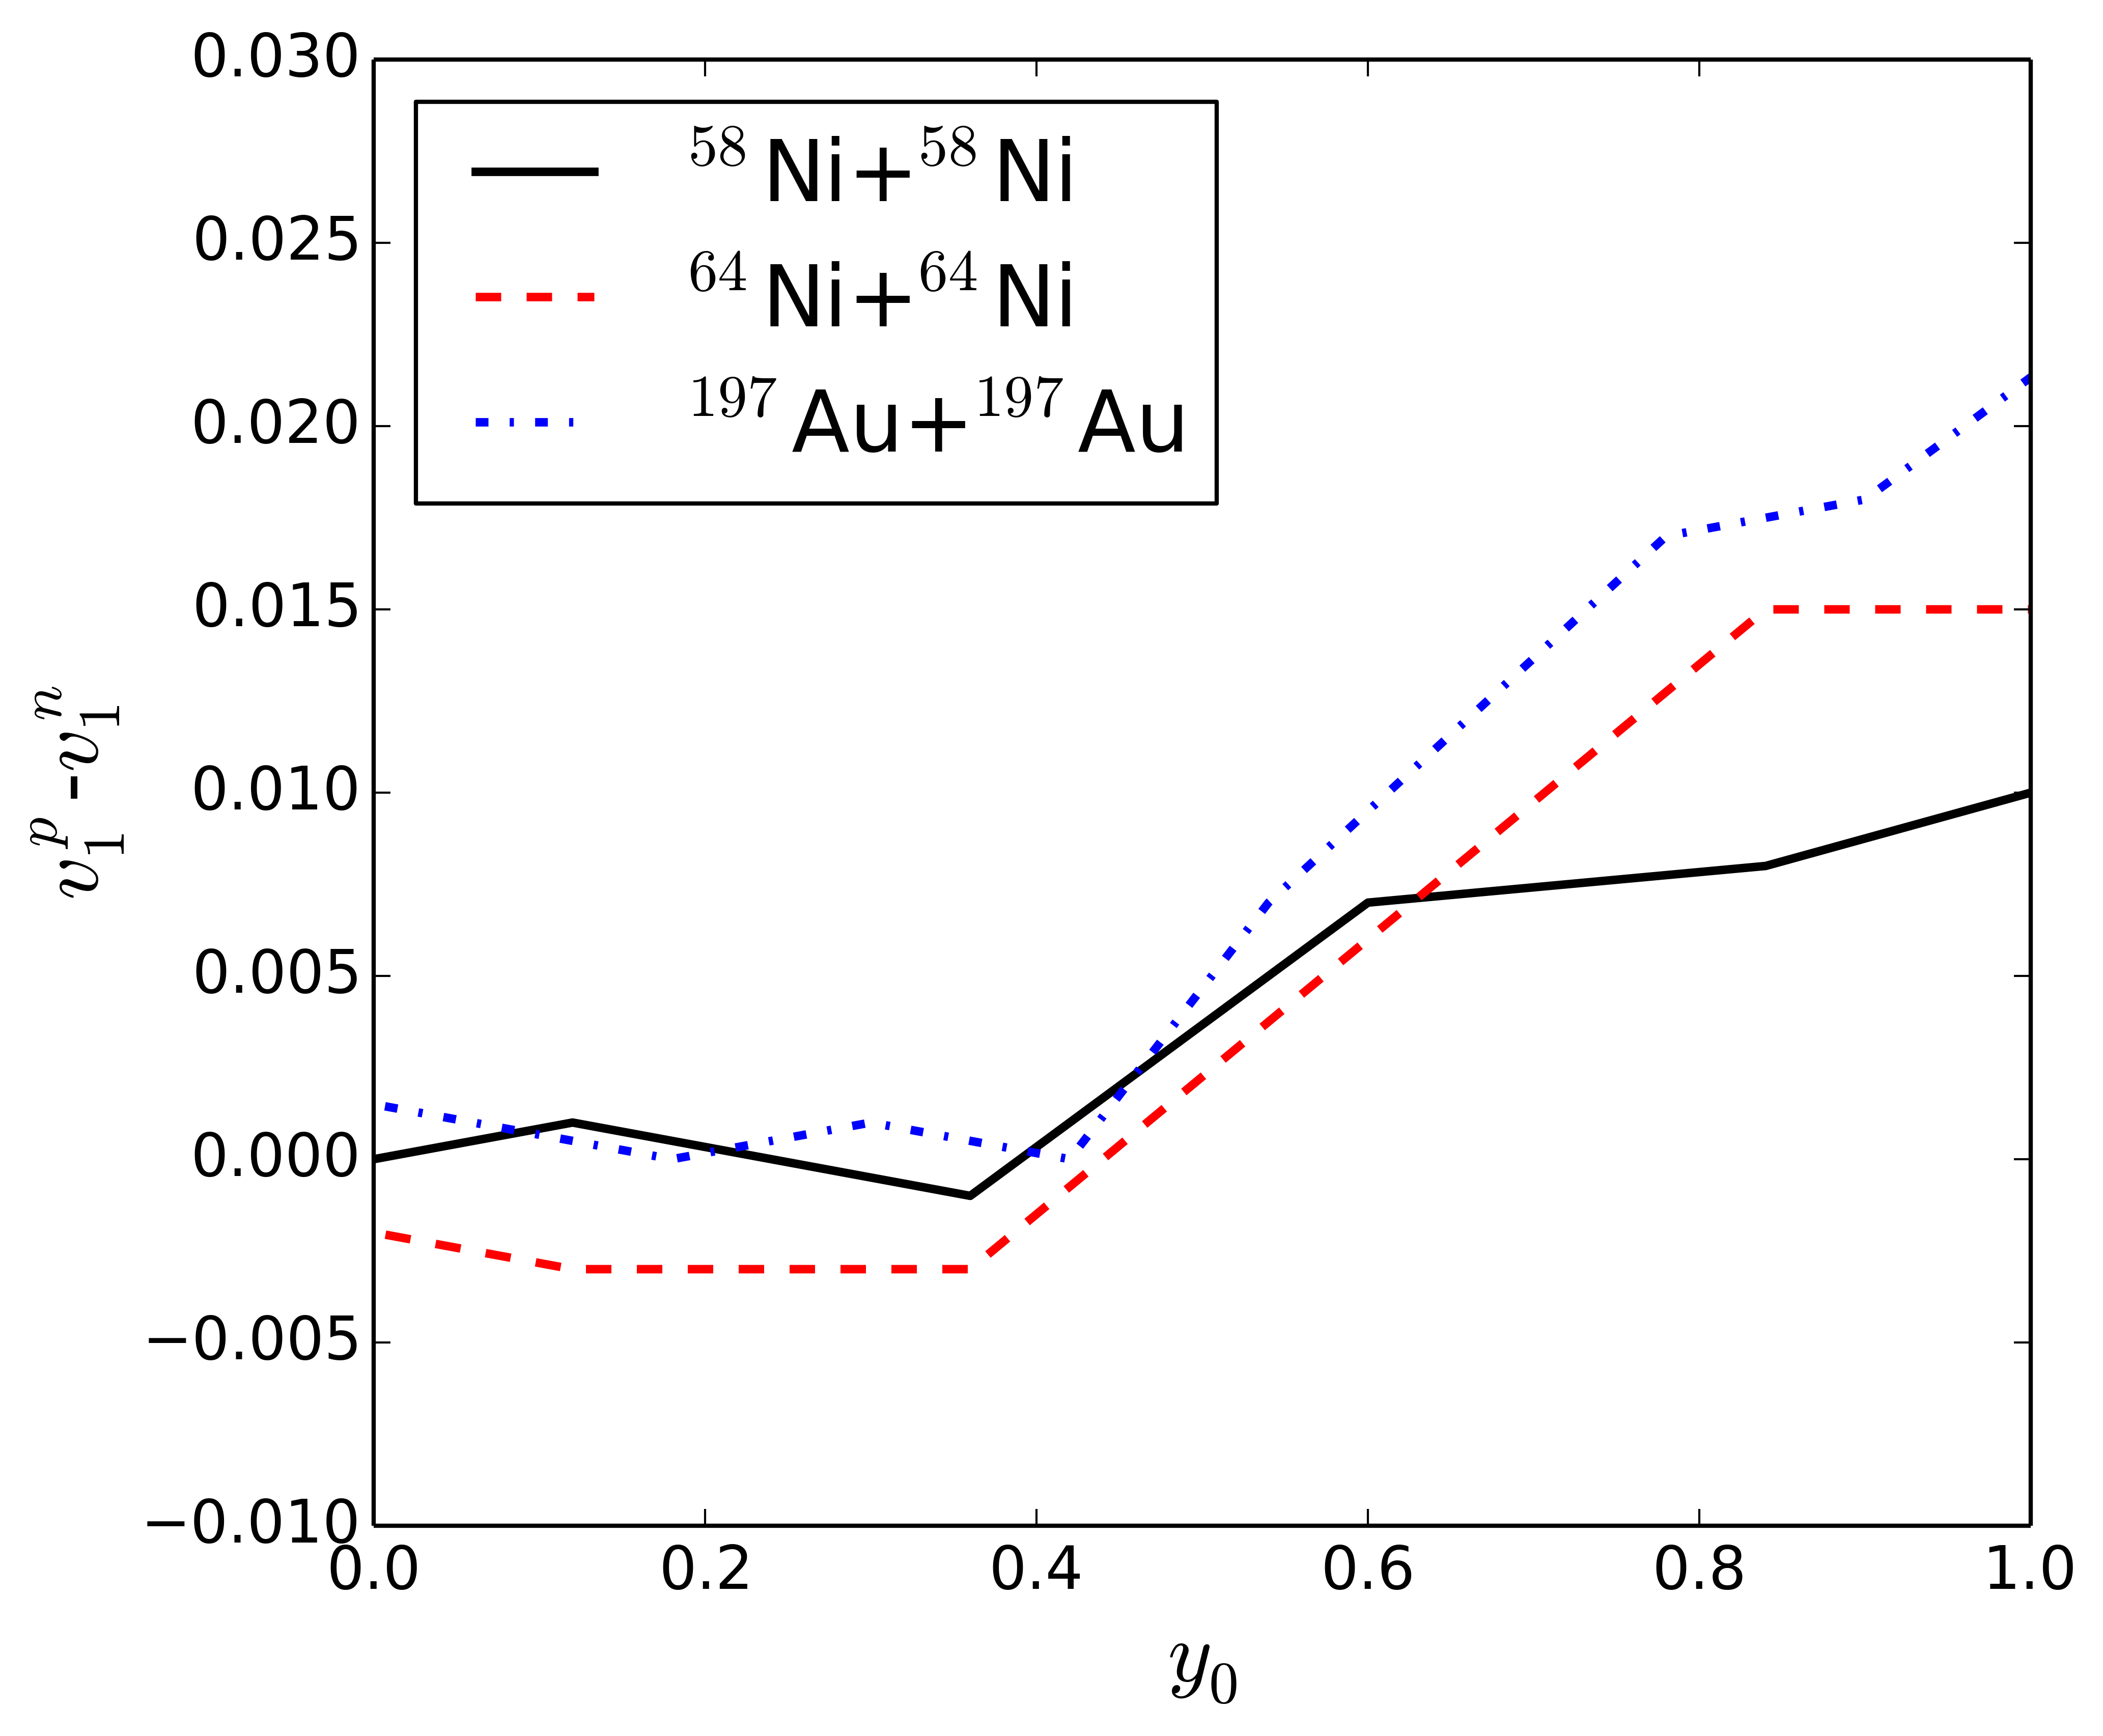 0.030
0.025
0.020
0.015
0.010
0.005
0.000
−0.005
−0.010
v₁ᵖ-v₁ⁿ
⁵⁸Ni+⁵⁸Ni
⁶⁴Ni+⁶⁴Ni
¹⁹⁷Au+¹⁹⁷Au
0.0 0.2 0.4 0.6 0.8 1.0
y₀